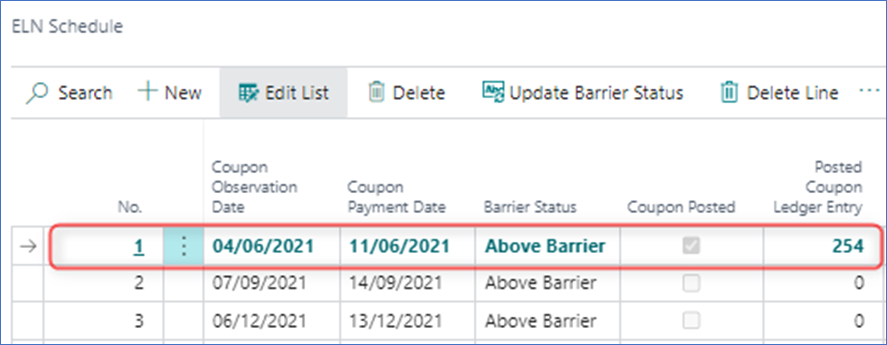 ELN Schedule
Search New Edit List Delete Update Barrier Status Delete Line ...
Coupon Posted
Observation Coupon Coupon
No. Date Payment Date Barrier Status Coupon Posted Ledger Entry
1 04/06/2021 11/06/2021 Above Barrier 254
2 07/09/2021 14/09/2021 Above Barrier 0
3 06/12/2021 13/12/2021 Above Barrier 0